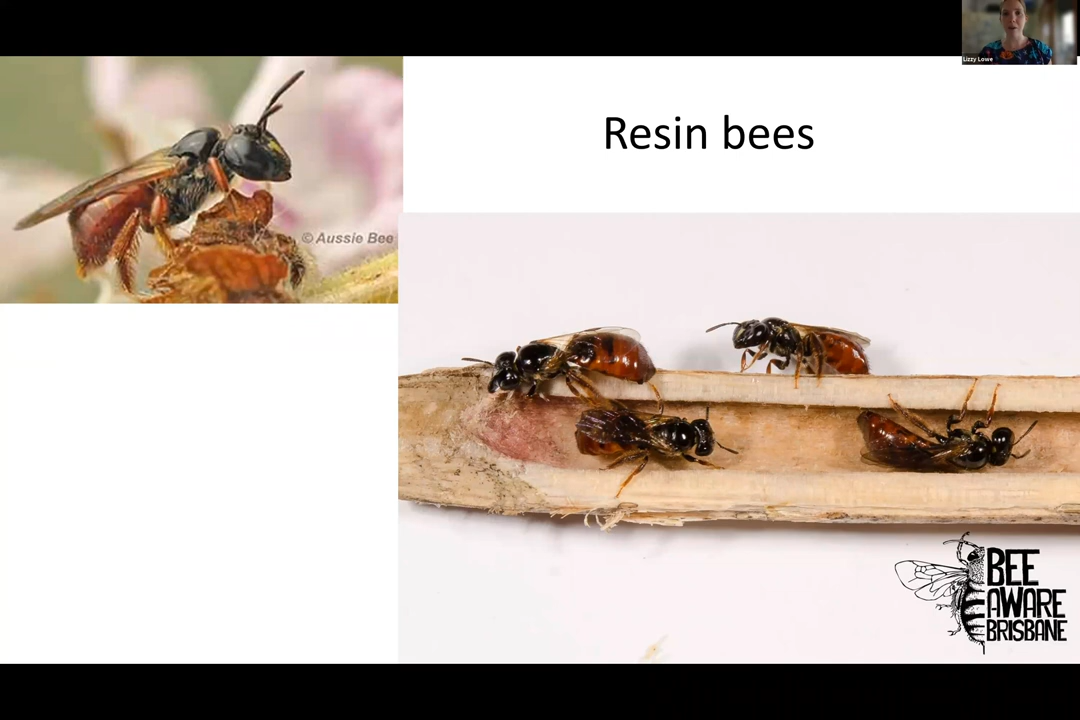 Lizzy Lowe
Resin bees
© Aussie Bee
BEE
AWARE
BRISBANE